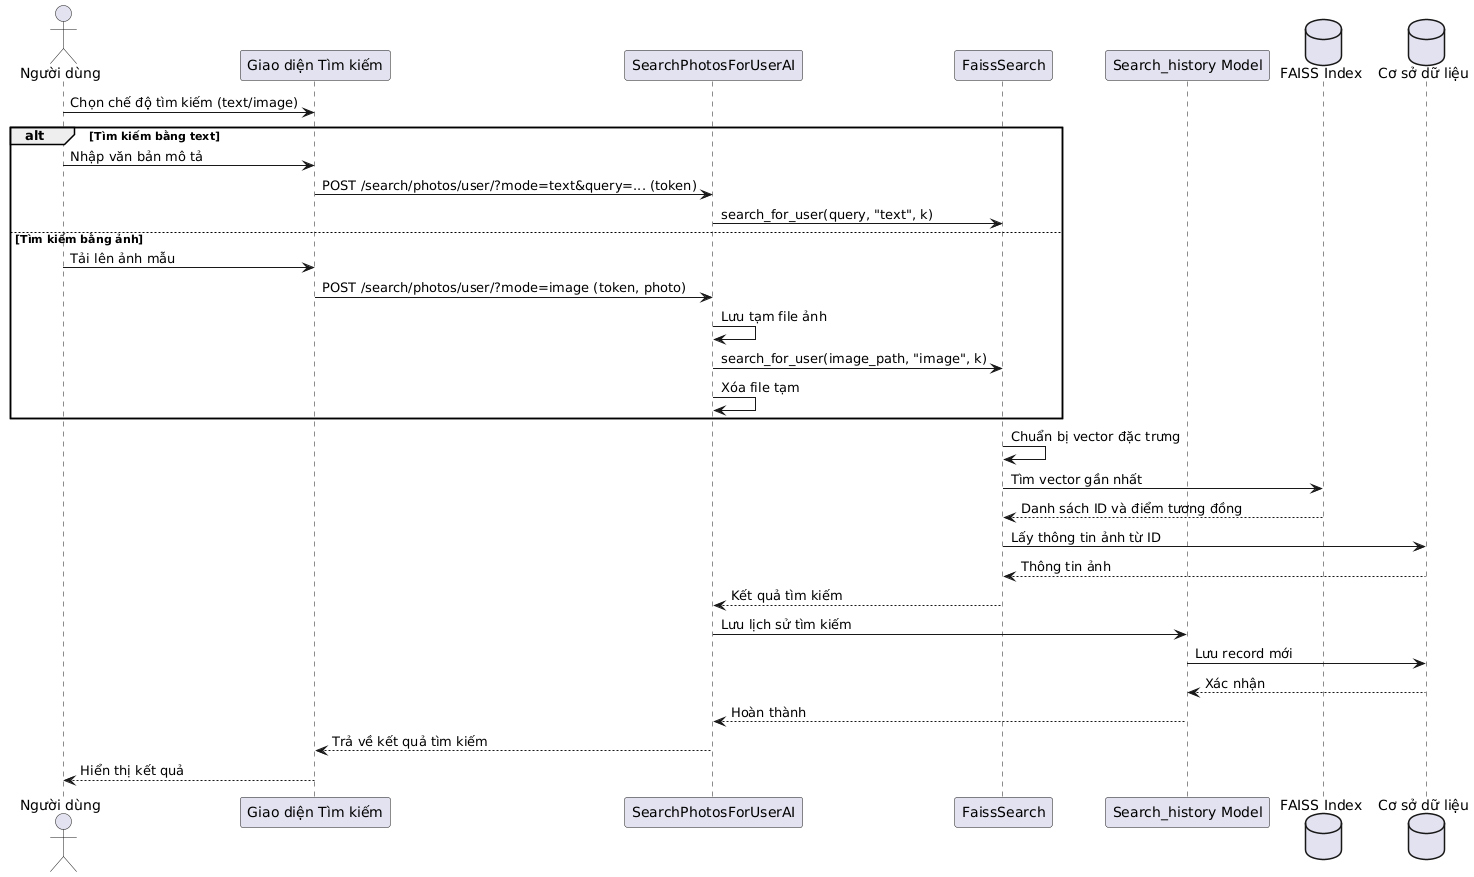 Người dùng
Giao diện Tìm kiếm
SearchPhotosForUserAI
FaissSearch
Search_history Model
FAISS Index
Cơ sở dữ liệu
Chọn chế độ tìm kiếm (text/image)
alt [Tìm kiếm bằng text]
Nhập văn bản mô tả
POST /search/photos/user/?mode=text&query=... (token)
search_for_user(query, "text", k)
[Tìm kiếm bằng ảnh]
Tải lên ảnh mẫu
POST /search/photos/user/?mode=image (token, photo)
Lưu tạm file ảnh
search_for_user(image_path, "image", k)
Xóa file tạm
Chuẩn bị vector đặc trưng
Tìm vector gần nhất
Danh sách ID và điểm tương đồng
Lấy thông tin ảnh từ ID
Thông tin ảnh
Kết quả tìm kiếm
Lưu lịch sử tìm kiếm
Lưu record mới
Xác nhận
Hoàn thành
Trả về kết quả tìm kiếm
Hiển thị kết quả
Người dùng
Giao diện Tìm kiếm
SearchPhotosForUserAI
FaissSearch
Search_history Model
FAISS Index
Cơ sở dữ liệu